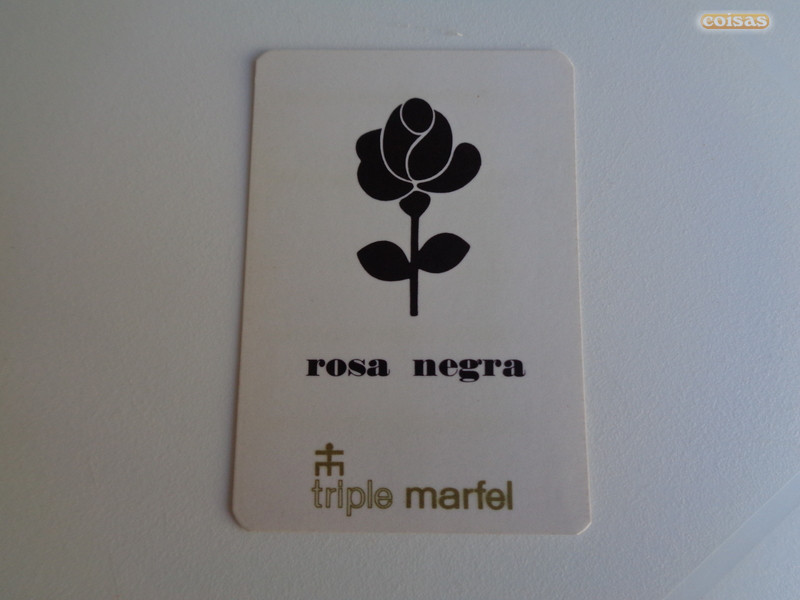 coisas
rosa negra
triple marfel